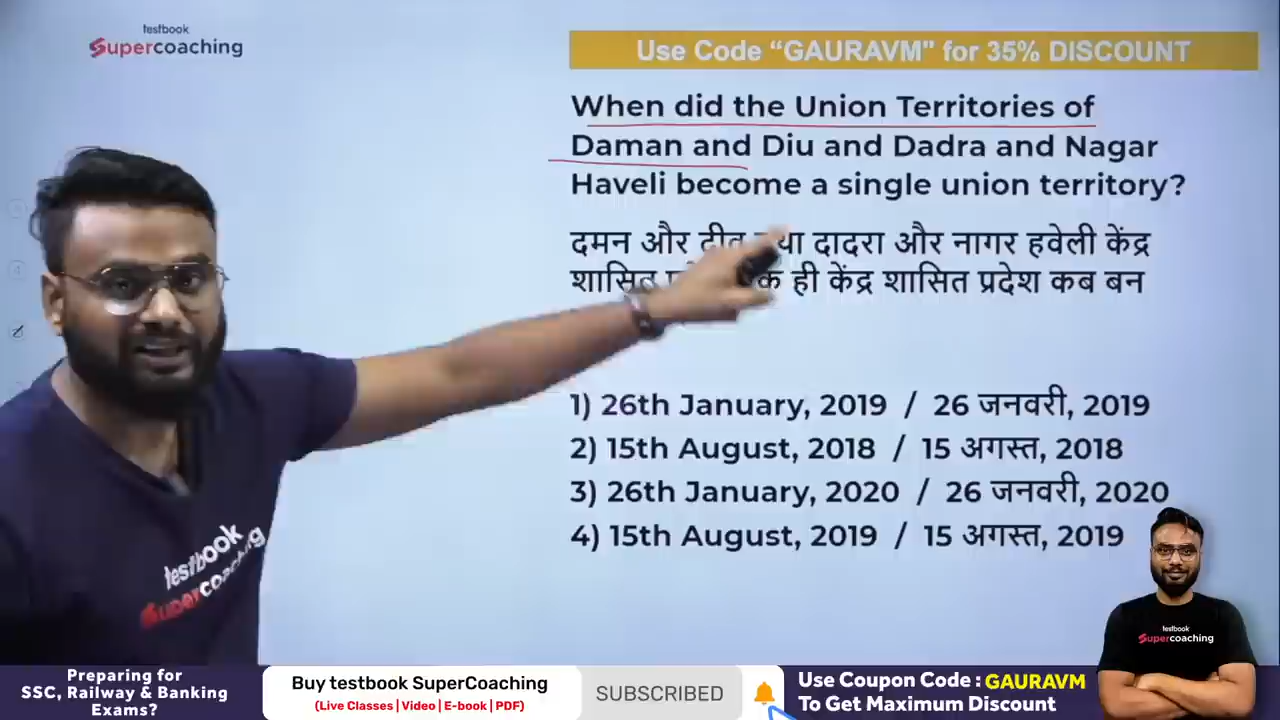 testbook
Supercoaching
Use Code “GAURAVM" for 35% DISCOUNT
When did the Union Territories of
Daman and Diu and Dadra and Nagar
Haveli become a single union territory?
दमन और दीव तथा दादरा और नागर हवेली केंद्र
शासित ही केंद्र शासित प्रदेश कब बन
1) 26th January, 2019 / 26 जनवरी, 2019
2) 15th August, 2018 / 15 अगस्त, 2018
3) 26th January, 2020 / 26 जनवरी, 2020
4) 15th August, 2019 / 15 अगस्त, 2019
testbook
Supercoaching
testbook
Supercoaching
Preparing for
SSC, Railway & Banking
Exams?
Buy testbook SuperCoaching
(Live Classes | Video | E-book | PDF)
SUBSCRIBED
Use Coupon Code : GAURAVM
To Get Maximum Discount